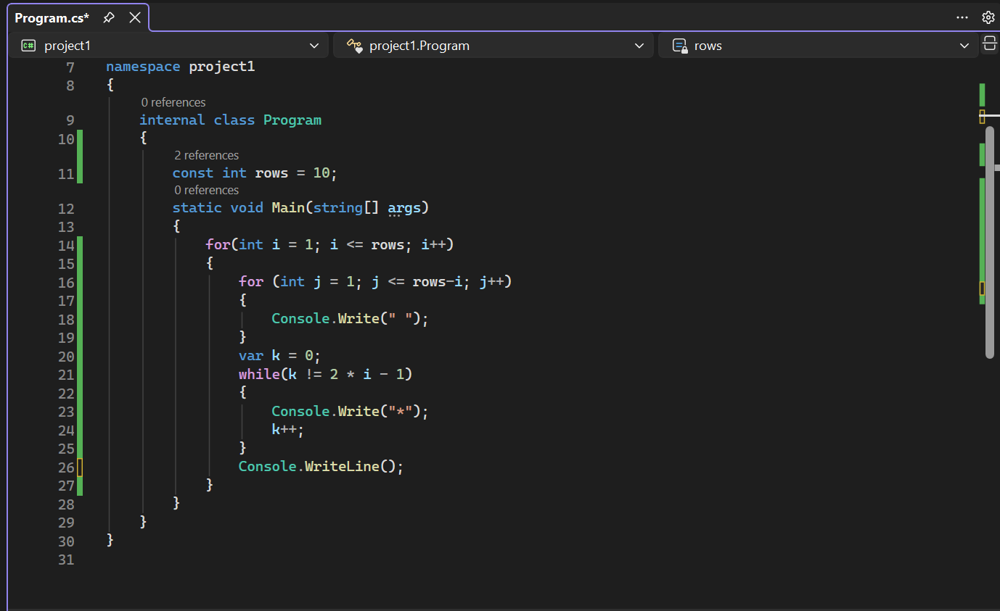 Program.cs*
project1 project1.Program rows
7 namespace project1
8 {
0 references
9 internal class Program
10 {
2 references
11 const int rows = 10;
0 references
12 static void Main(string[] args)
13 {
14 for(int i = 1; i <= rows; i++)
15 {
16 for (int j = 1; j <= rows-i; j++)
17 {
18 Console.Write(" ");
19 }
20 var k = 0;
21 while(k != 2 * i - 1)
22 {
23 Console.Write("*");
24 k++;
25 }
26 Console.WriteLine();
27 }
28 }
29 }
30 }
31